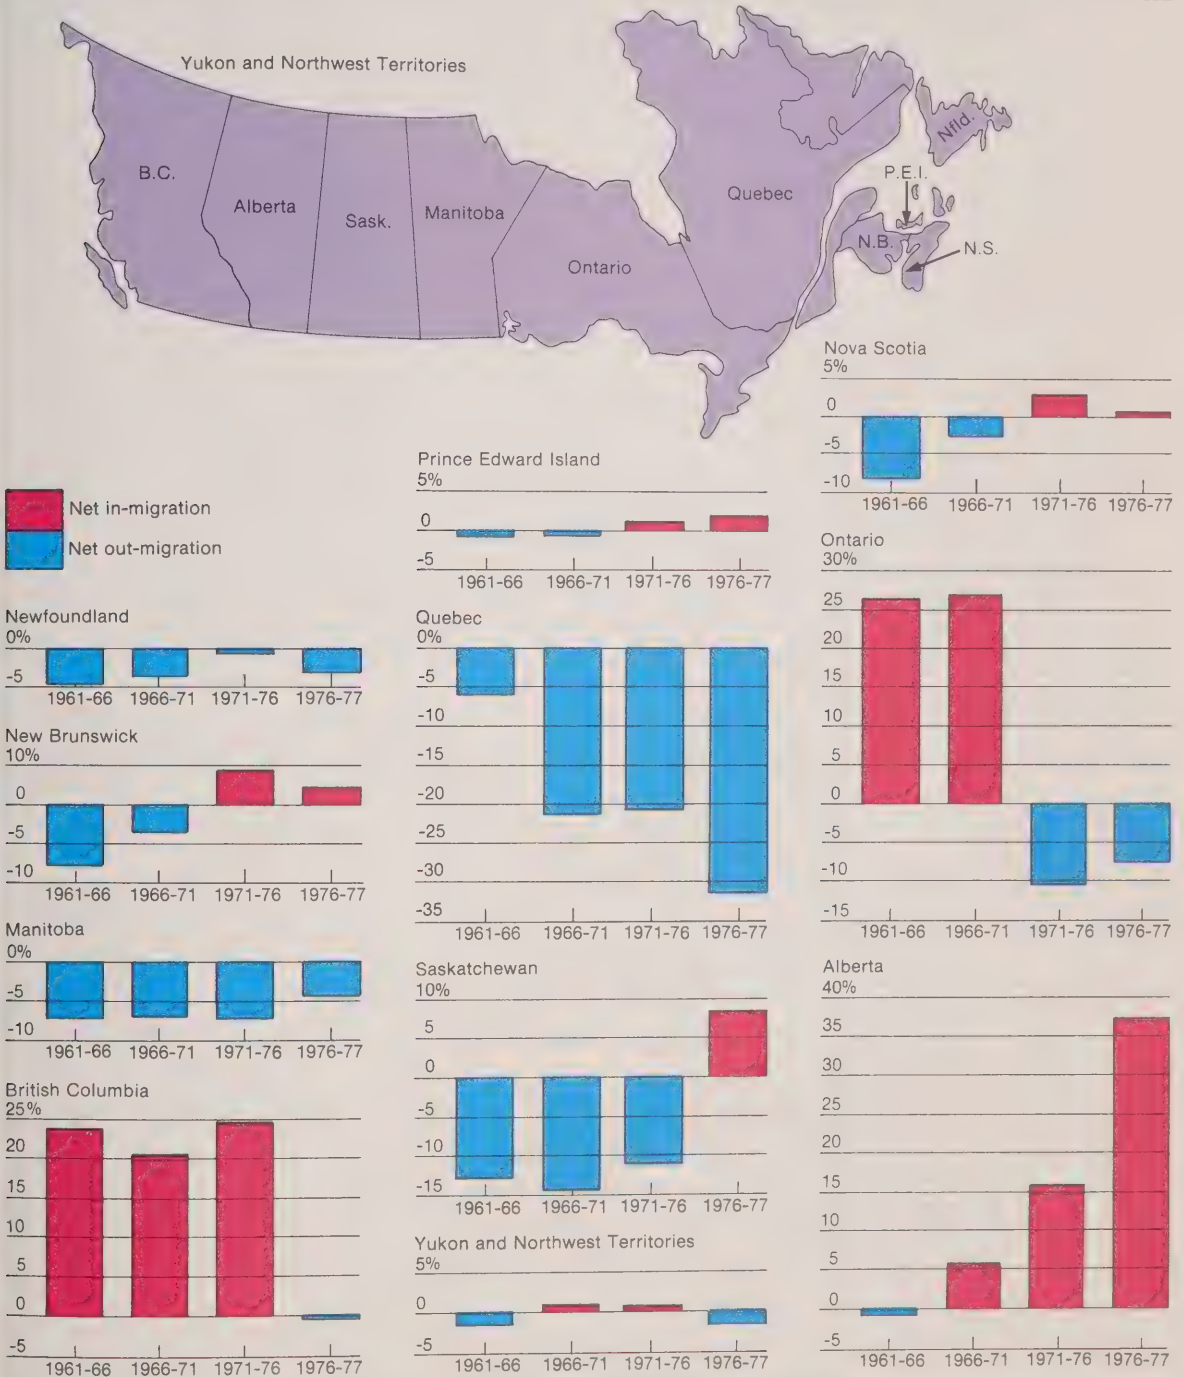 Yukon and Northwest Territories
B.C.
Alberta
Sask.
Manitoba
Ontario
Quebec
Nfld.
P.E.I.
N.B.
N.S.
Net in-migration
Net out-migration
Nova Scotia
5%
0
-5
-10
1961-66 1966-71 1971-76 1976-77
Prince Edward Island
5%
0
-5
1961-66 1966-71 1971-76 1976-77
Ontario
30%
25
20
15
10
5
0
-5
-10
-15
1961-66 1966-71 1971-76 1976-77
Newfoundland
0%
-5
1961-66 1966-71 1971-76 1976-77
Quebec
0%
-5
-10
-15
-20
-25
-30
-35
1961-66 1966-71 1971-76 1976-77
New Brunswick
10%
0
-5
-10
1961-66 1966-71 1971-76 1976-77
Manitoba
0%
-5
-10
1961-66 1966-71 1971-76 1976-77
Saskatchewan
10%
5
0
-5
-10
-15
1961-66 1966-71 1971-76 1976-77
Alberta
40%
35
30
25
20
15
10
5
0
-5
1961-66 1966-71 1971-76 1976-77
British Columbia
25%
20
15
10
5
0
-5
1961-66 1966-71 1971-76 1976-77
Yukon and Northwest Territories
5%
0
-5
1961-66 1966-71 1971-76 1976-77